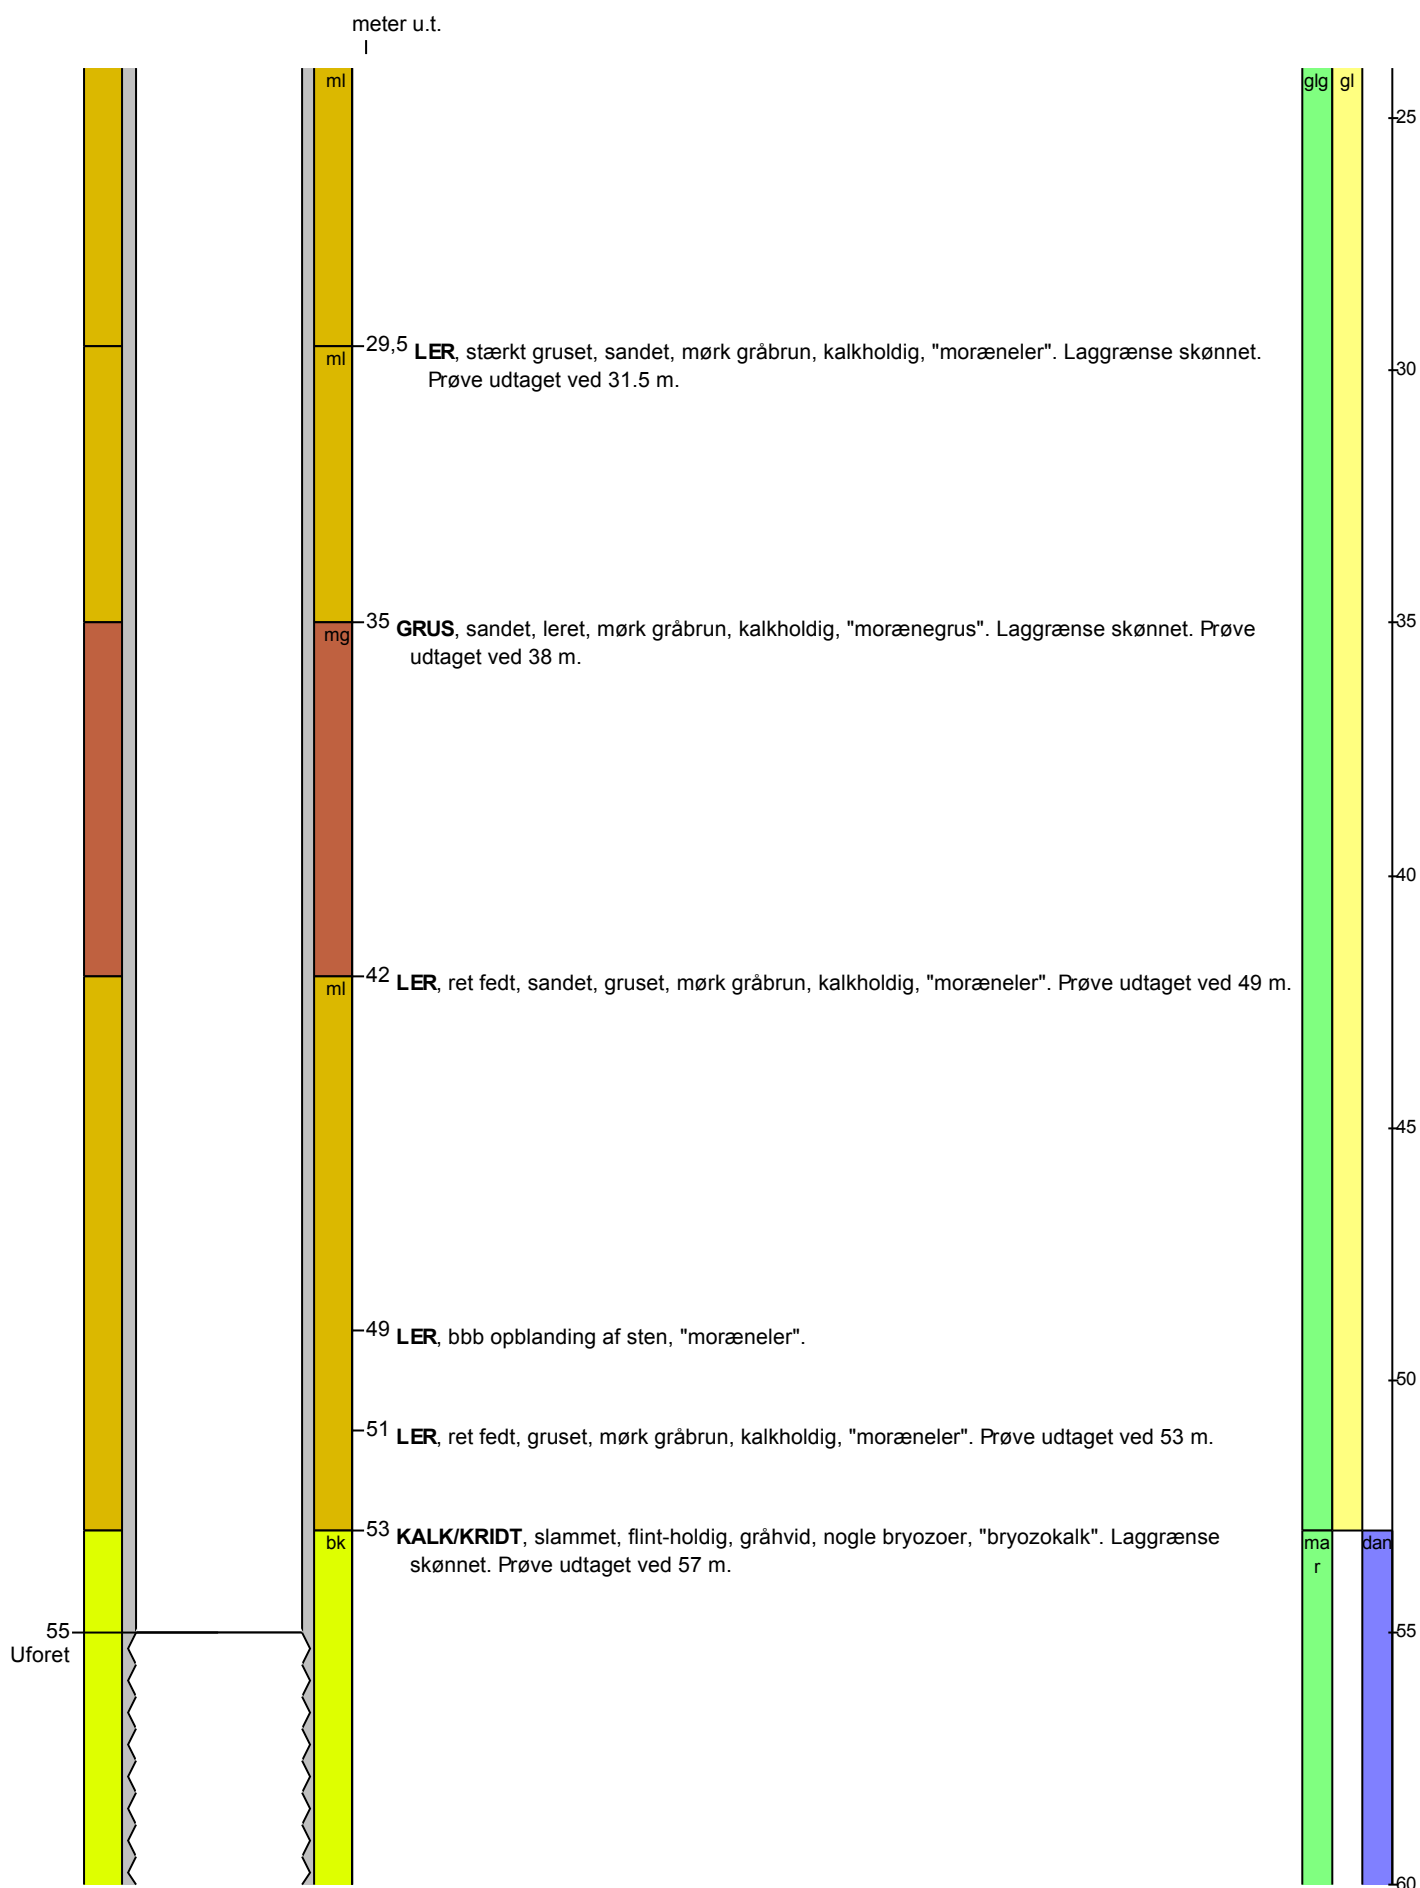 meter u.t.
ml
glg gl
25
29,5 LER, stærkt gruset, sandet, mørk gråbrun, kalkholdig, "moræneler". Laggrænse skønnet.
ml
Prøve udtaget ved 31.5 m.
30
35 GRUS, sandet, leret, mørk gråbrun, kalkholdig, "morænegrus". Laggrænse skønnet. Prøve
35
mg
udtaget ved 38 m.
40
42 LER, ret fedt, sandet, gruset, mørk gråbrun, kalkholdig, "moræneler". Prøve udtaget ved 49 m.
ml
45
49 LER, bbb opblanding af sten, "moræneler".
50
51 LER, ret fedt, gruset, mørk gråbrun, kalkholdig, "moræneler". Prøve udtaget ved 53 m.
53 KALK/KRIDT, slammet, flint-holdig, gråhvid, nogle bryozoer, "bryozokalk". Laggrænse
bk
ma dan
skønnet. Prøve udtaget ved 57 m.
r
55
55
Uforet
60